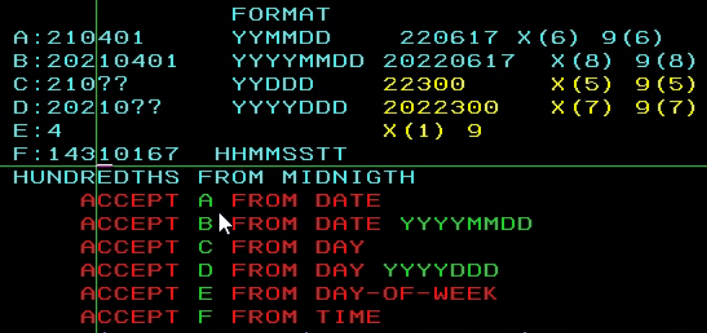 FORMAT
A:210401 YYMMDD 220617 X(6) 9(6)
B:20210401 YYYYMMDD 20220617 X(8) 9(8)
C:210?? YYDDD 22300 X(5) 9(5)
D:20210?? YYYYDDD 2022300 X(7) 9(7)
E:4 X(1) 9
F:14310167 HHMMSSTT
HUNDREDTHS FROM MIDNIGTH
ACCEPT A FROM DATE
ACCEPT B FROM DATE YYYYMMDD
ACCEPT C FROM DAY
ACCEPT D FROM DAY YYYYDDD
ACCEPT E FROM DAY-OF-WEEK
ACCEPT F FROM TIME